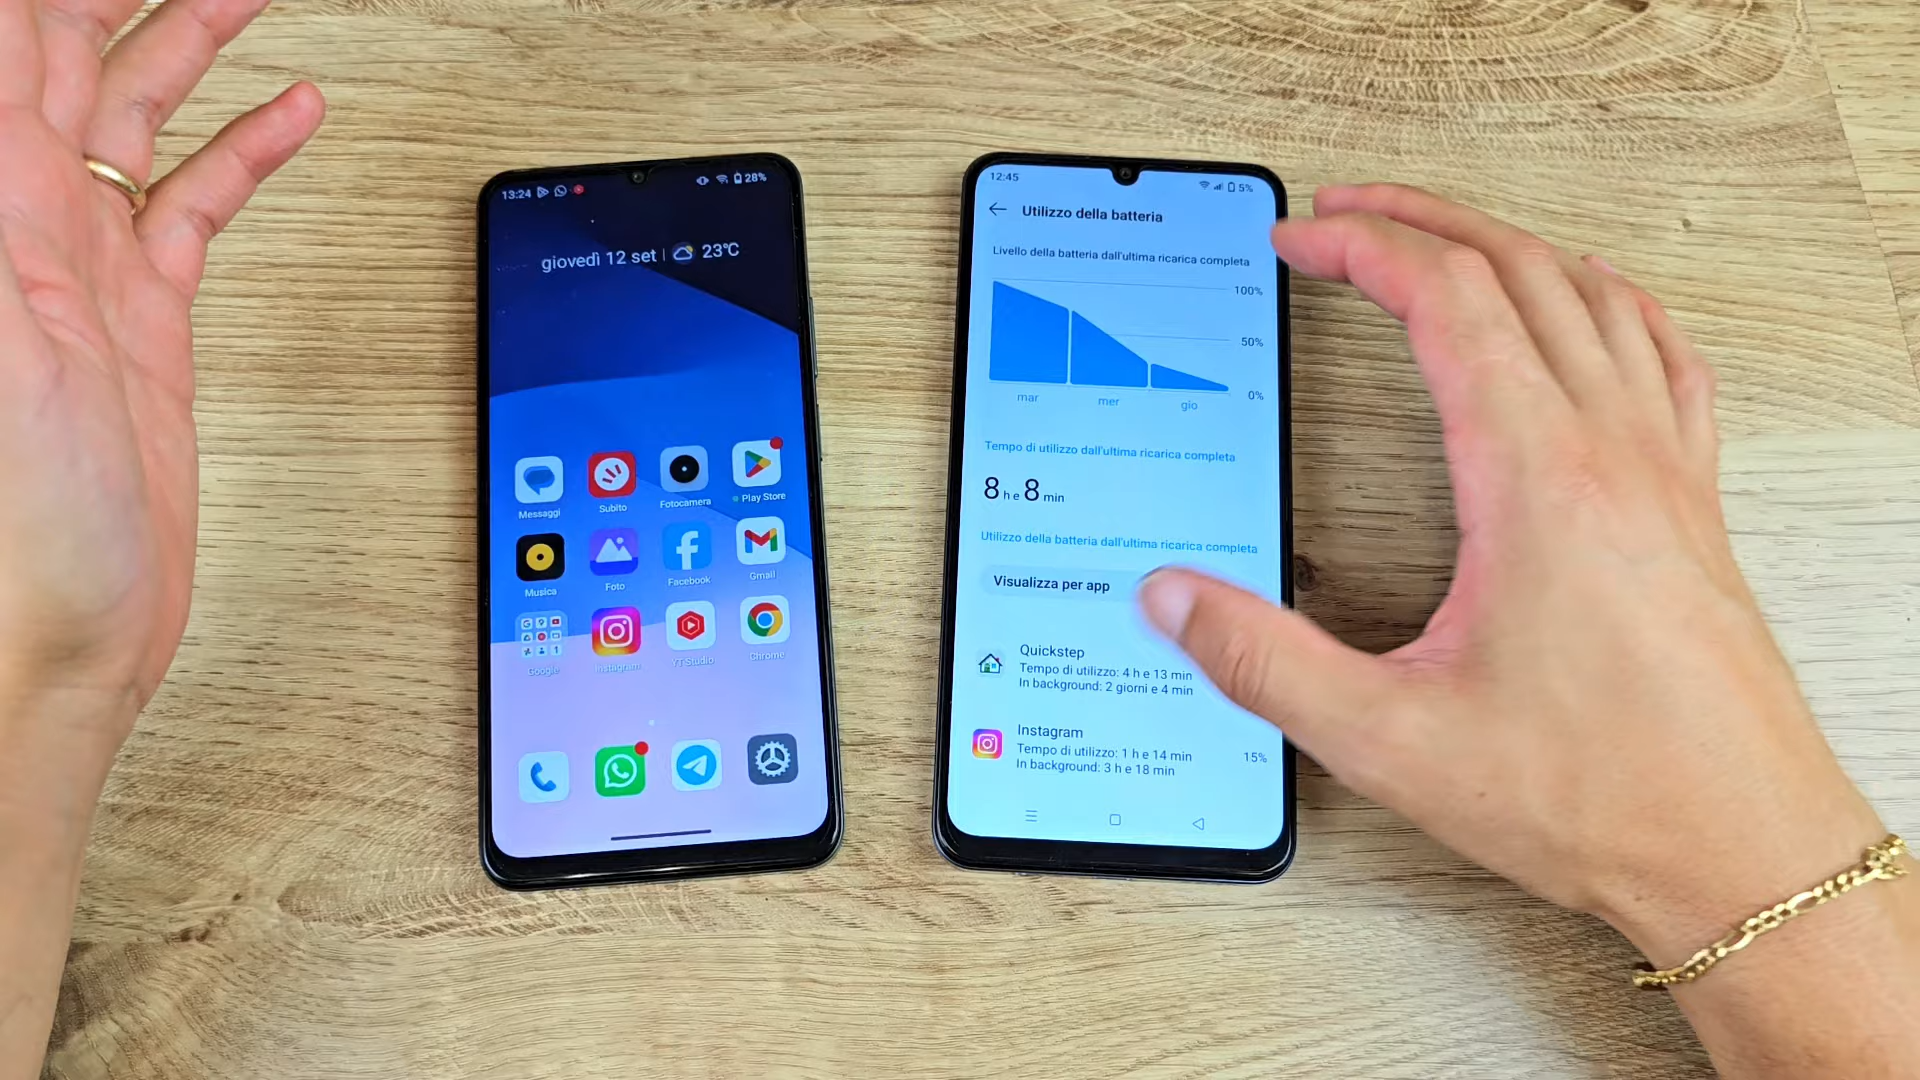 13:24
28%
giovedì 12 set | 23°C
Messaggi
Subito
Fotocamera
Play Store
Musica
Foto
Facebook
Gmail
Google
Instagram
YT Studio
Chrome
12:45
5%
Utilizzo della batteria
Livello della batteria dall'ultima ricarica completa
100%
50%
0%
mar
mer
gio
Tempo di utilizzo dall'ultima ricarica completa
8 h e 8 min
Utilizzo della batteria dall'ultima ricarica completa
Visualizza per app
Quickstep
Tempo di utilizzo: 4 h e 13 min
In background: 2 giorni e 4 min
Instagram
Tempo di utilizzo: 1 h e 14 min
In background: 3 h e 18 min
15%